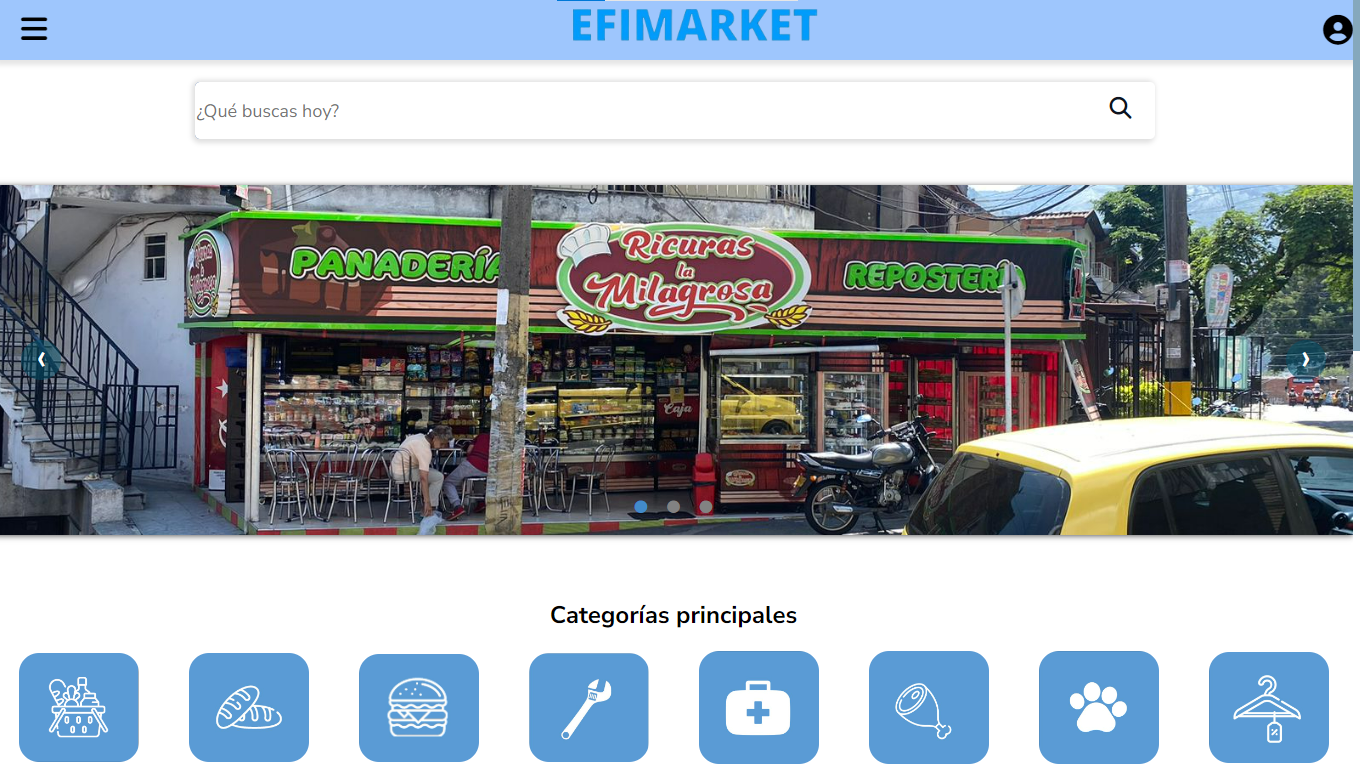 EFIMARKET
¿Qué buscas hoy?
PANADERÍA
Ricuras
la
Milagrosa
REPOSTERÍA
Caja
Categorías principales